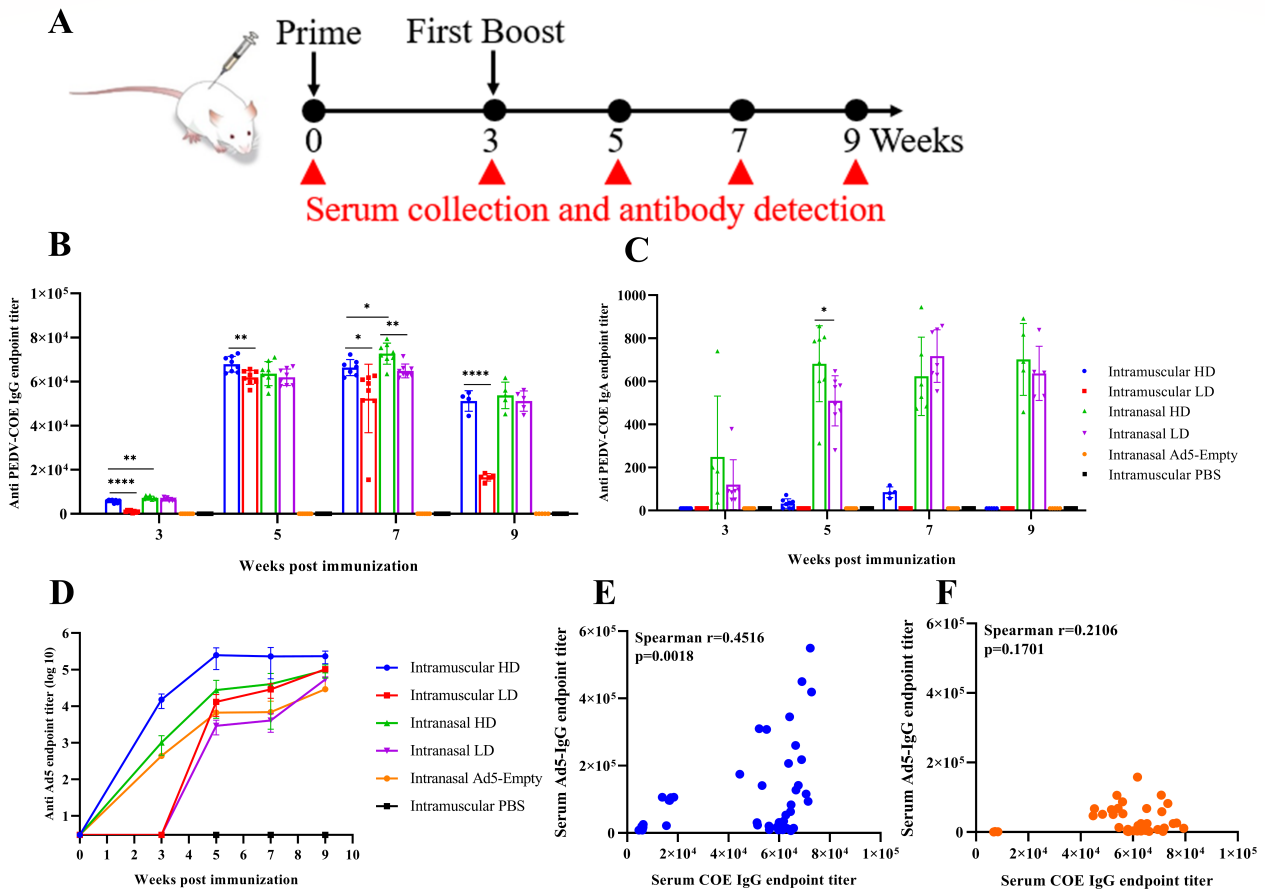 A
Prime
First Boost
0
3
5
7
9 Weeks
Serum collection and antibody detection
B
Anti PEDV-COE IgG endpoint titer
1×10⁵
8×10⁴
6×10⁴
4×10⁴
2×10⁴
0
**
****
**
*
*
**
****
3
5
7
9
Weeks post immunization
C
Anti PEDV-COE IgA endpoint titer
1000
800
600
400
200
0
*
3
5
7
9
Weeks post immunization
Intramuscular HD
Intramuscular LD
Intranasal HD
Intranasal LD
Intranasal Ad5-Empty
Intramuscular PBS
D
Anti Ad5 endpoint titer (log 10)
6
5
4
3
2
1
0 1 2 3 4 5 6 7 8 9 10
Weeks post immunization
Intramuscular HD
Intramuscular LD
Intranasal HD
Intranasal LD
Intranasal Ad5-Empty
Intramuscular PBS
E
Spearman r=0.4516
p=0.0018
Serum Ad5-IgG endpoint titer
6×10⁵
4×10⁵
2×10⁵
0
0 2×10⁴ 4×10⁴ 6×10⁴ 8×10⁴ 1×10⁵
Serum COE IgG endpoint titer
F
Spearman r=0.2106
p=0.1701
Serum Ad5-IgG endpoint titer
6×10⁵
4×10⁵
2×10⁵
0
0 2×10⁴ 4×10⁴ 6×10⁴ 8×10⁴ 1×10⁵
Serum COE IgG endpoint titer